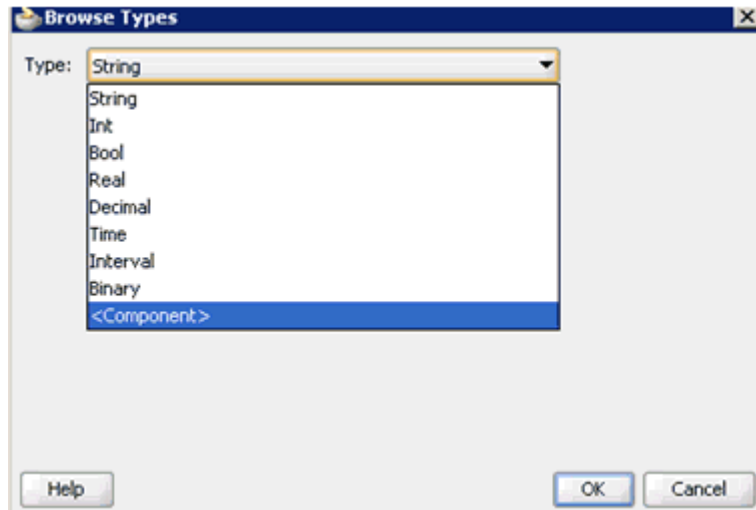 Browse Types
Type: String
String
Int
Bool
Real
Decimal
Time
Interval
Binary
<Component>
Help OK Cancel